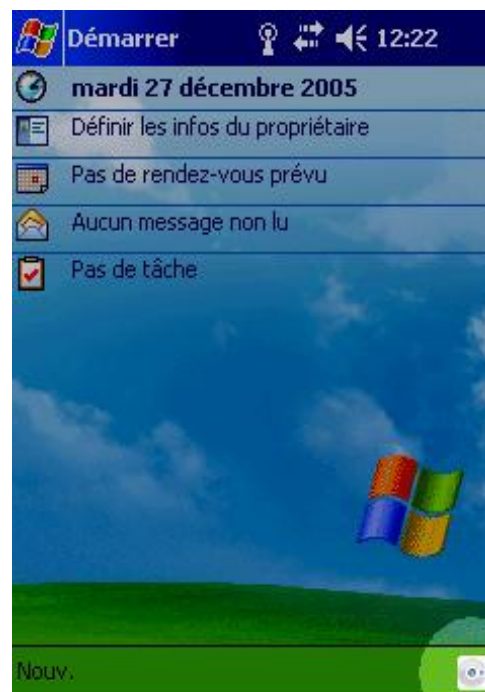 Démarrer 12:22
mardi 27 décembre 2005
Définir les infos du propriétaire
Pas de rendez-vous prévu
Aucun message non lu
Pas de tâche
Nouv.